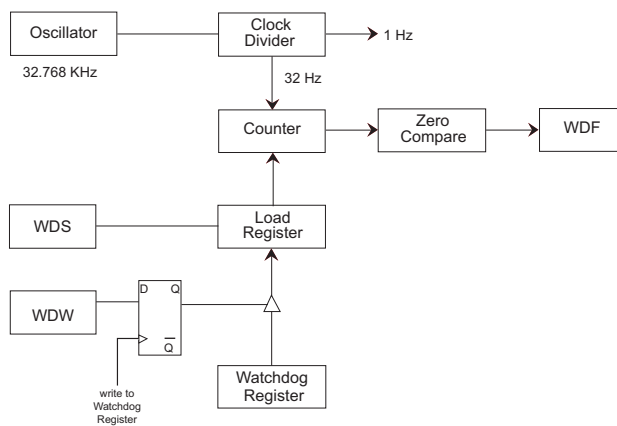 Oscillator
32.768 KHz
Clock
Divider
1 Hz
32 Hz
Counter
Zero
Compare
WDF
WDS
Load
Register
WDW
D Q
Q
write to
Watchdog
Register
Watchdog
Register